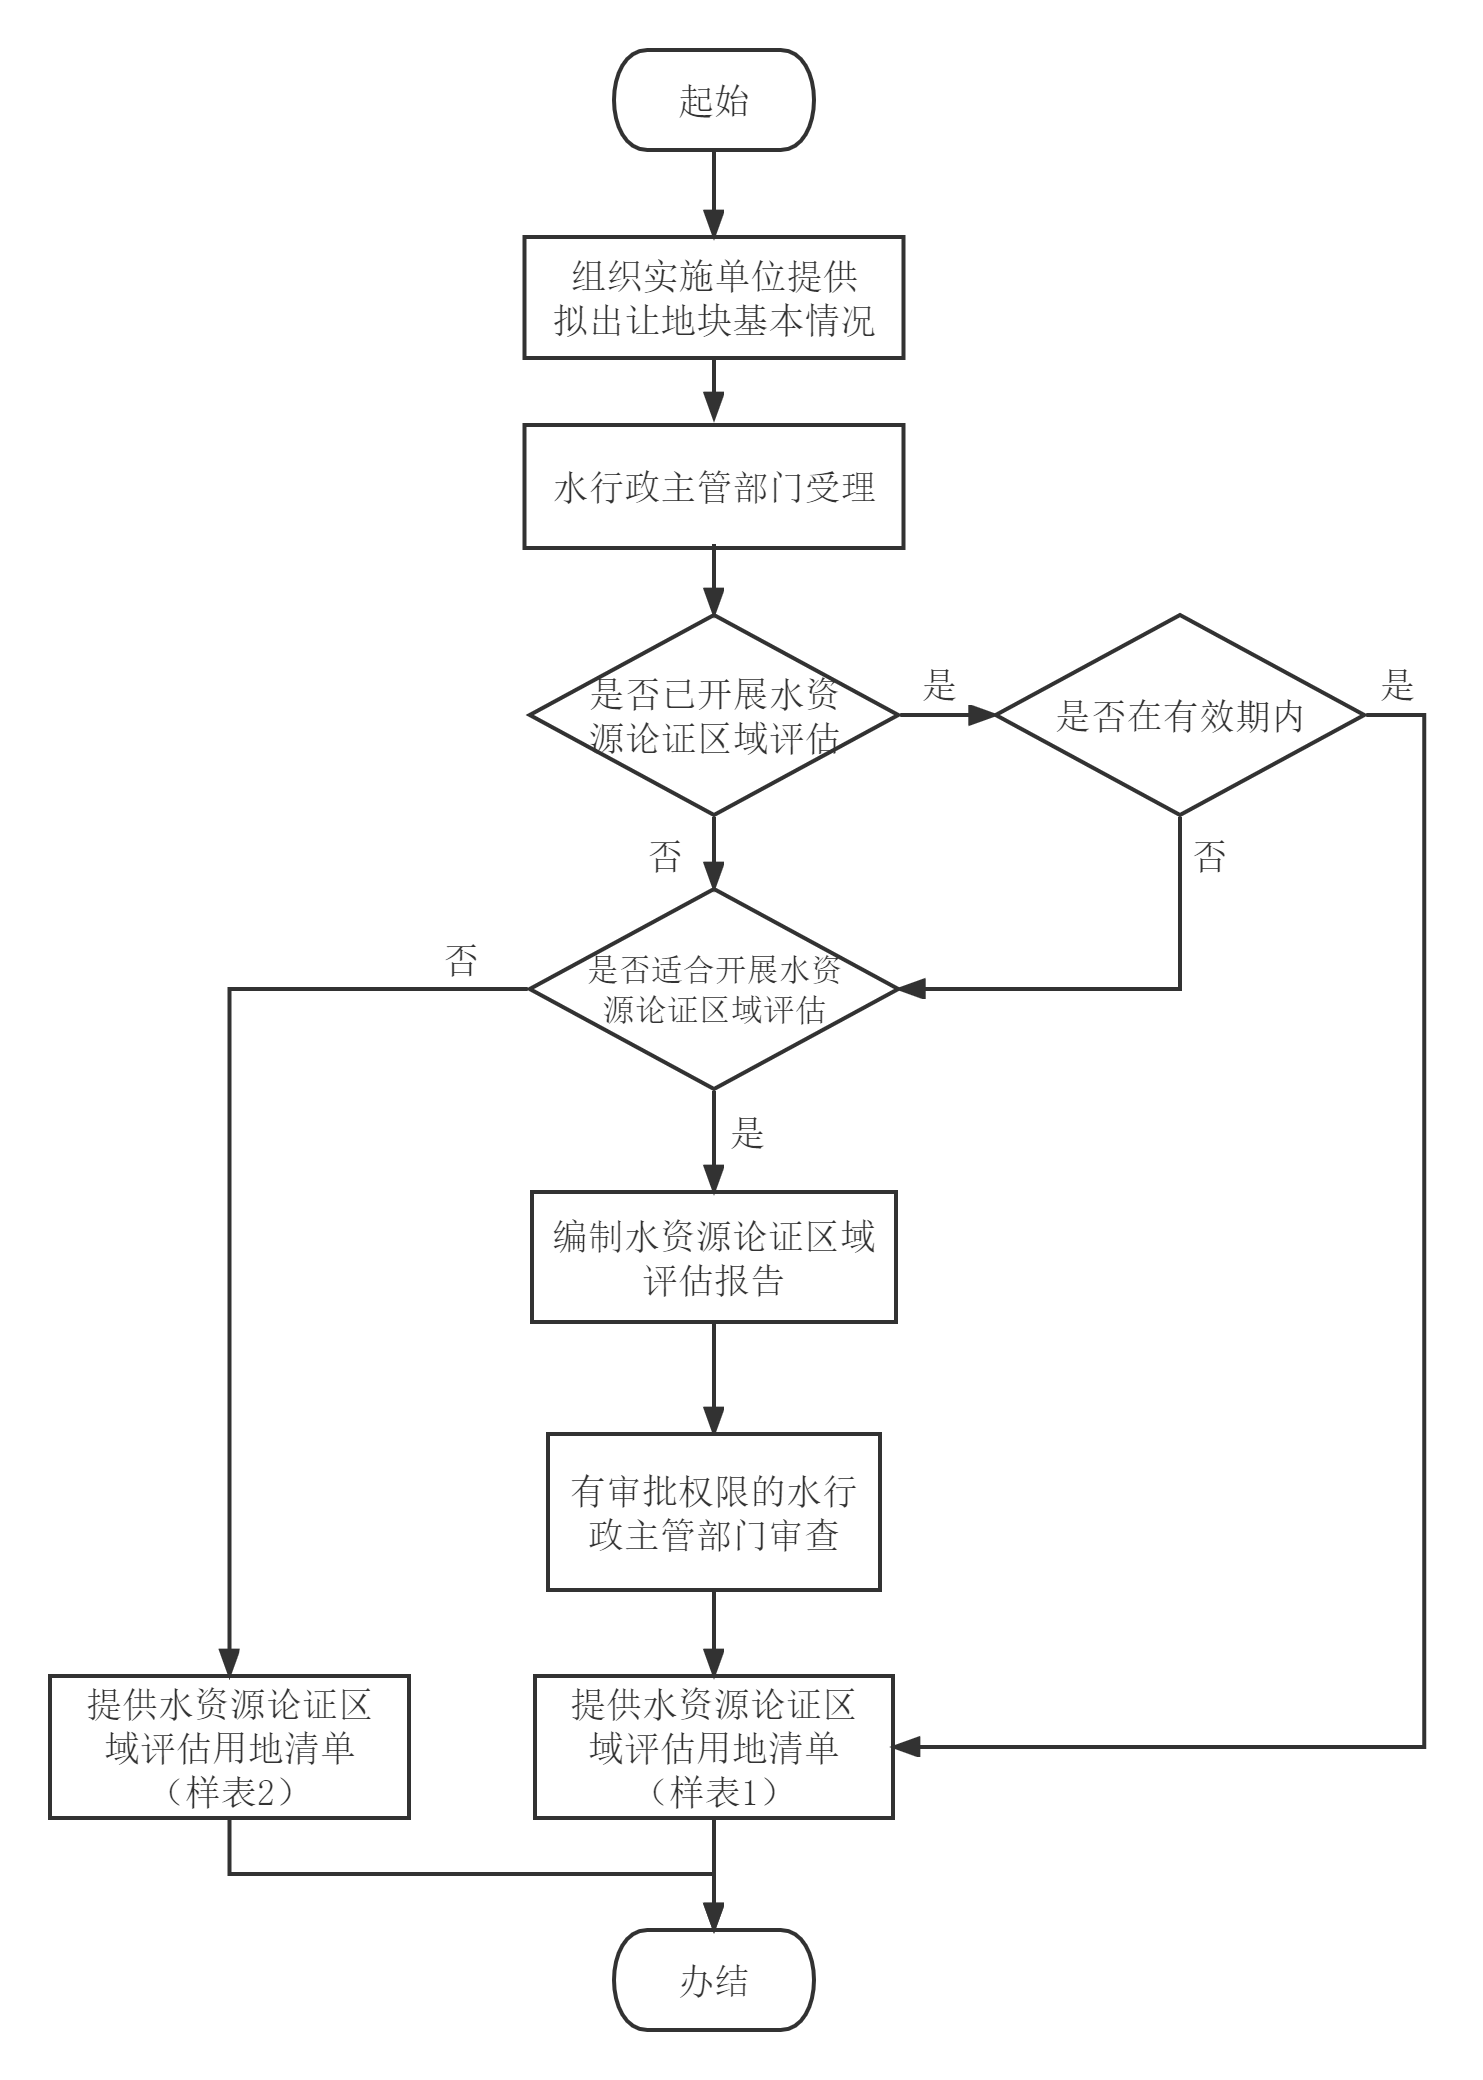 起始
组织实施单位提供
拟出让地块基本情况
水行政主管部门受理
是否已开展水资
源论证区域评估
是
是否在有效期内
是
否
否
否
是否适合开展水资
源论证区域评估
是
编制水资源论证区域
评估报告
有审批权限的水行
政主管部门审查
提供水资源论证区
域评估用地清单
（样表2）
提供水资源论证区
域评估用地清单
（样表1）
办结